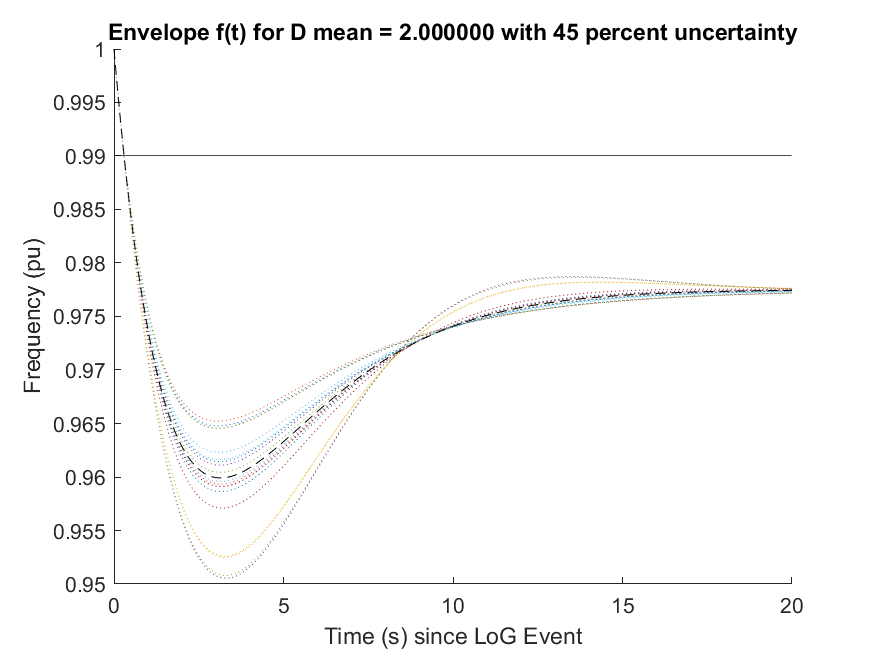 Envelope f(t) for D mean = 2.000000 with 45 percent uncertainty
1
0.995
0.99
0.985
0.98
0.975
0.97
0.965
0.96
0.955
0.95
Frequency (pu)
0 5 10 15 20
Time (s) since LoG Event